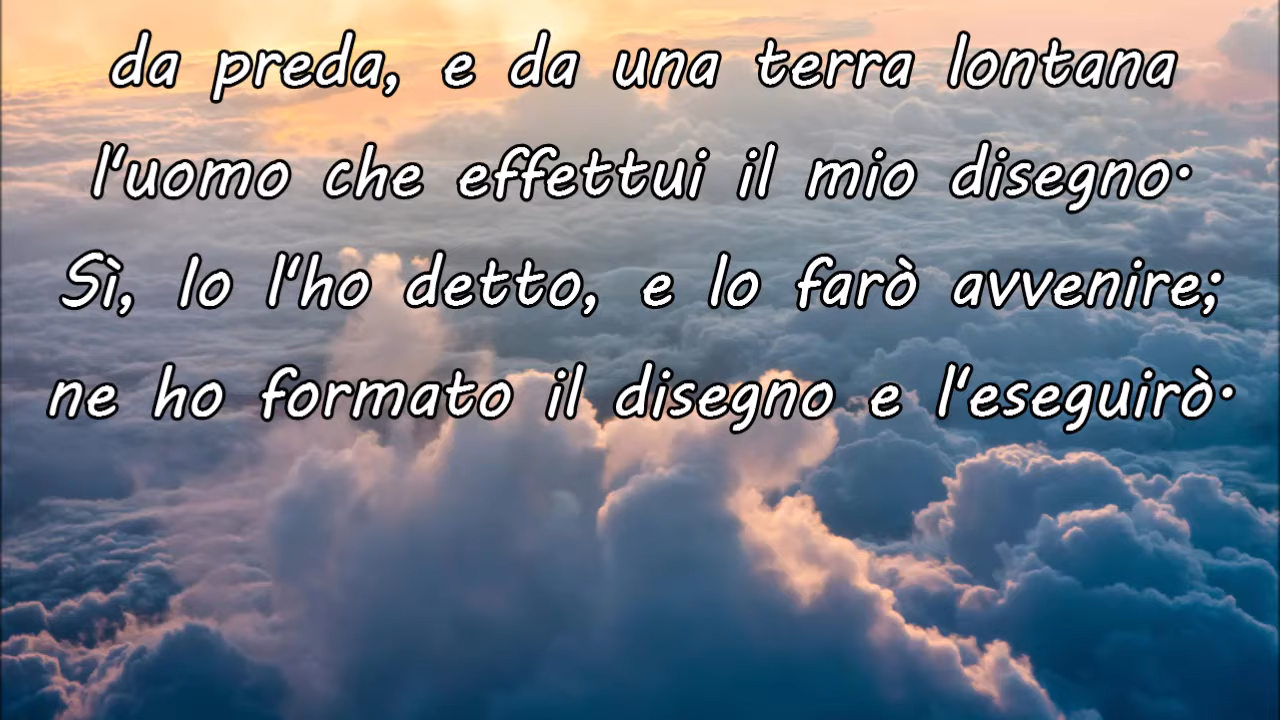 da preda, e da una terra lontana
l'uomo che effettui il mio disegno.
Sì, lo l'ho detto, e lo farò avvenire;
ne ho formato il disegno e l'eseguirò.